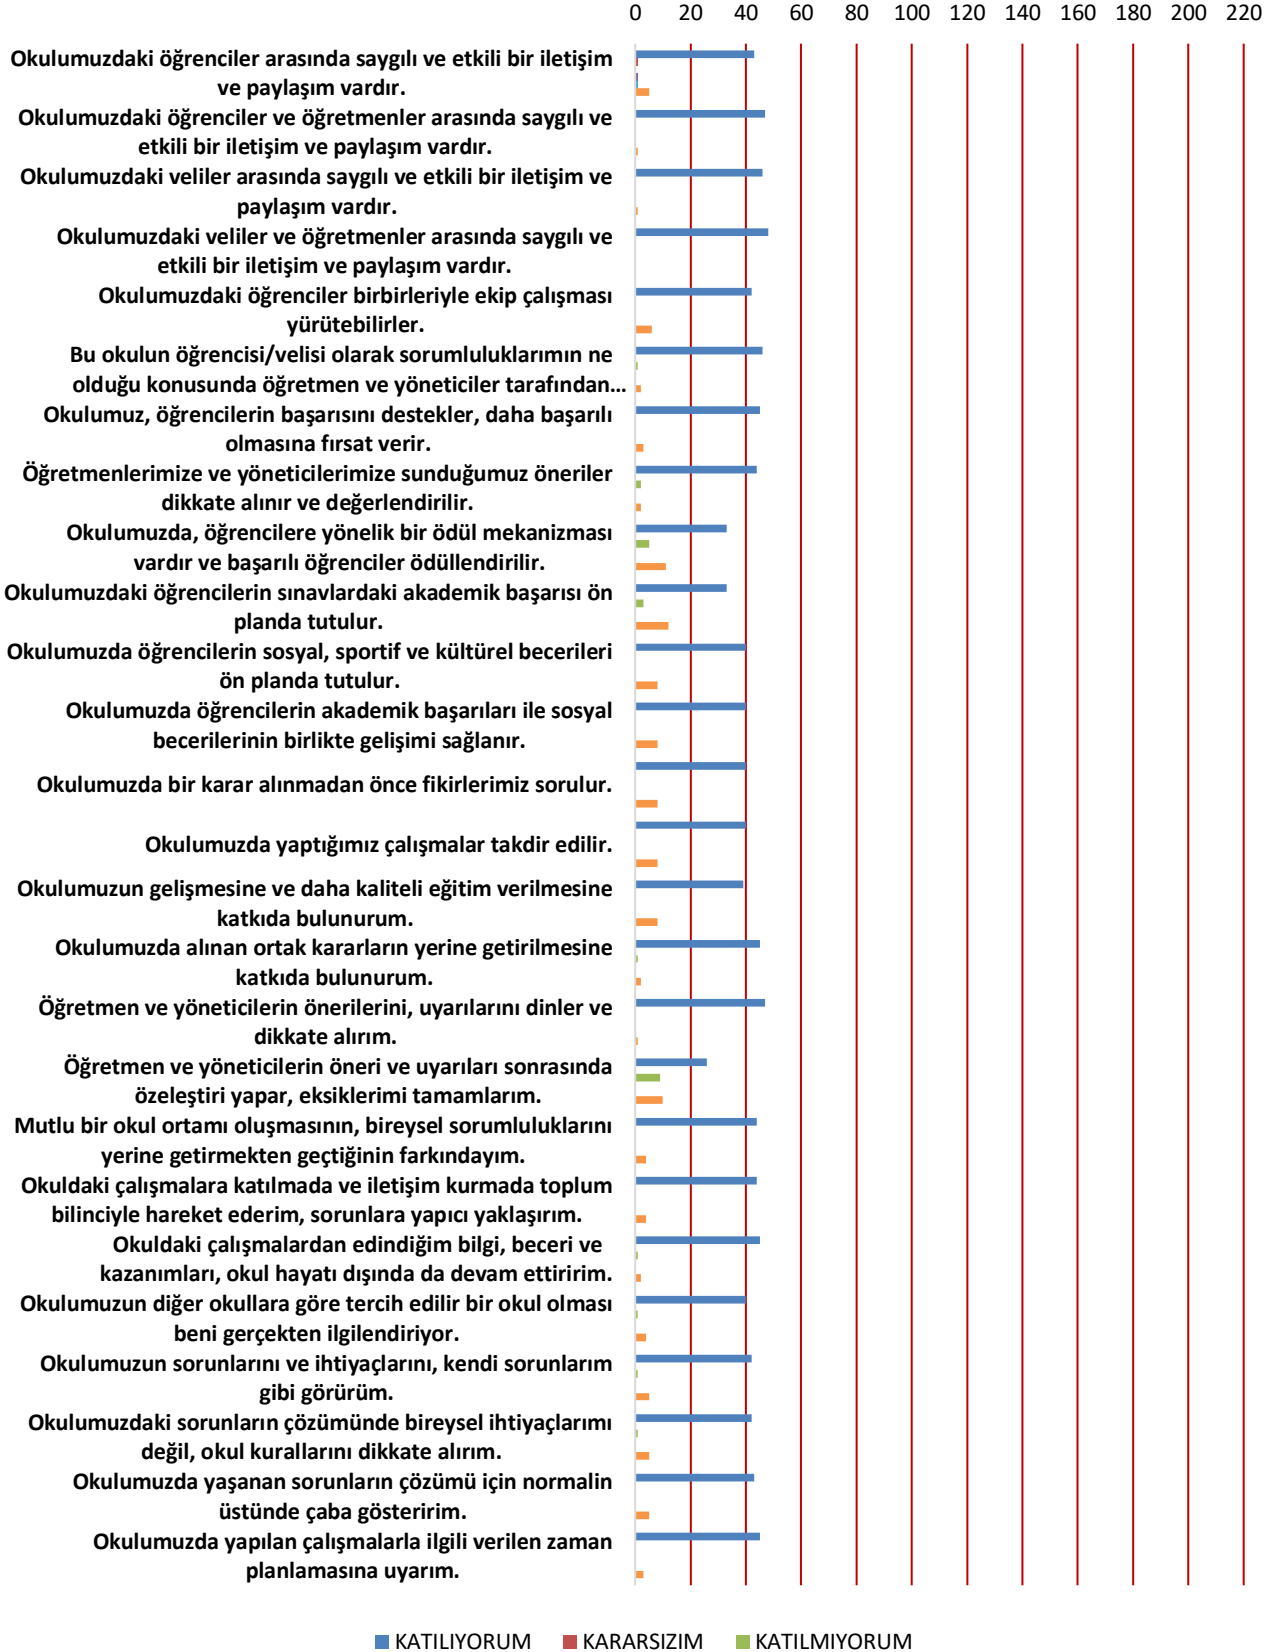 0 20 40 60 80 100 120 140 160 180 200 220
Okulumuzdaki öğrenciler arasında saygılı ve etkili bir iletişim
ve paylaşım vardır.
Okulumuzdaki öğrenciler ve öğretmenler arasında saygılı ve
etkili bir iletişim ve paylaşım vardır.
Okulumuzdaki veliler arasında saygılı ve etkili bir iletişim ve
paylaşım vardır.
Okulumuzdaki veliler ve öğretmenler arasında saygılı ve
etkili bir iletişim ve paylaşım vardır.
Okulumuzdaki öğrenciler birbirleriyle ekip çalışması
yürütebilirler.
Bu okulun öğrencisi/velisi olarak sorumluluklarımın ne
olduğu konusunda öğretmen ve yöneticiler tarafından...
Okulumuz, öğrencilerin başarısını destekler, daha başarılı
olmasına fırsat verir.
Öğretmenlerimize ve yöneticilerimize sunduğumuz öneriler
dikkate alınır ve değerlendirilir.
Okulumuzda, öğrencilere yönelik bir ödül mekanizması
vardır ve başarılı öğrenciler ödüllendirilir.
Okulumuzdaki öğrencilerin sınavlardaki akademik başarısı ön
planda tutulur.
Okulumuzda öğrencilerin sosyal, sportif ve kültürel becerileri
ön planda tutulur.
Okulumuzda öğrencilerin akademik başarıları ile sosyal
becerilerinin birlikte gelişimi sağlanır.
Okulumuzda bir karar alınmadan önce fikirlerimiz sorulur.
Okulumuzda yaptığımız çalışmalar takdir edilir.
Okulumuzun gelişmesine ve daha kaliteli eğitim verilmesine
katkıda bulunurum.
Okulumuzda alınan ortak kararların yerine getirilmesine
katkıda bulunurum.
Öğretmen ve yöneticilerin önerilerini, uyarılarını dinler ve
dikkate alırım.
Öğretmen ve yöneticilerin öneri ve uyarıları sonrasında
özeleştiri yapar, eksiklerimi tamamlarım.
Mutlu bir okul ortamı oluşmasının, bireysel sorumluluklarını
yerine getirmekten geçtiğinin farkındayım.
Okuldaki çalışmalara katılmada ve iletişim kurmada toplum
bilinciyle hareket ederim, sorunlara yapıcı yaklaşırım.
Okuldaki çalışmalardan edindiğim bilgi, beceri ve
kazanımları, okul hayatı dışında da devam ettiririm.
Okulumuzun diğer okullara göre tercih edilir bir okul olması
beni gerçekten ilgilendiriyor.
Okulumuzun sorunlarını ve ihtiyaçlarını, kendi sorunlarım
gibi görürüm.
Okulumuzdaki sorunların çözümünde bireysel ihtiyaçlarımı
değil, okul kurallarını dikkate alırım.
Okulumuzda yaşanan sorunların çözümü için normalin
üstünde çaba gösteririm.
Okulumuzda yapılan çalışmalarla ilgili verilen zaman
planlamasına uyarım.
KATILIYORUM KARARSIZIM KATILMIYORUM